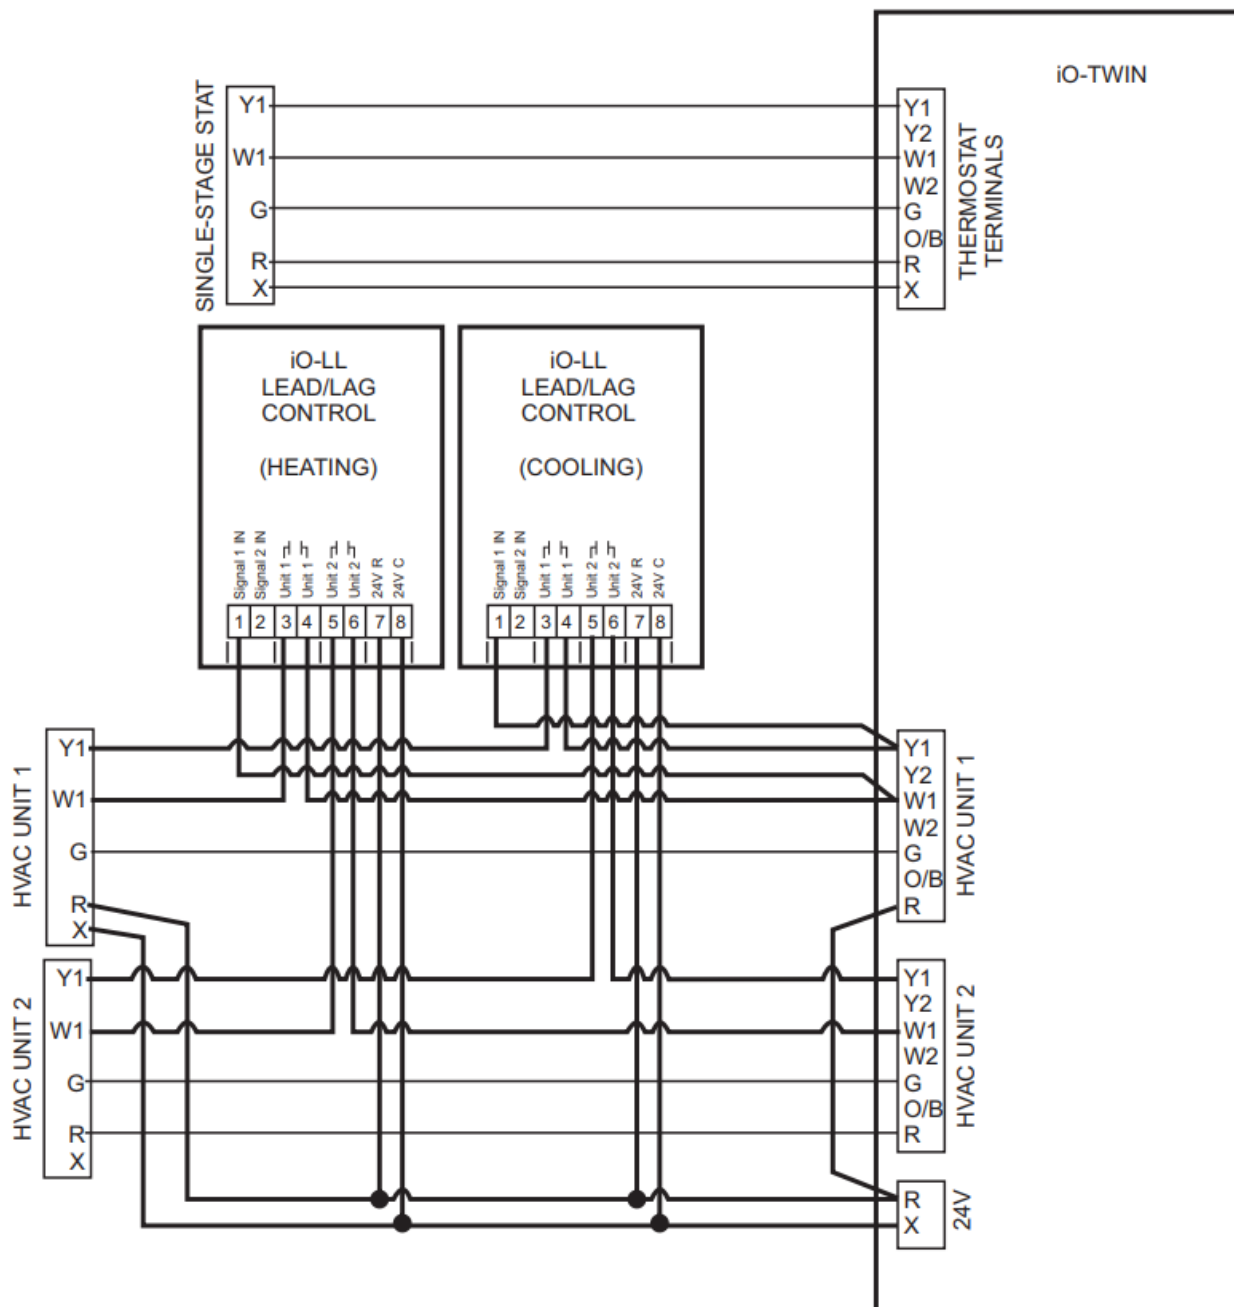 iO-TWIN
SINGLE-STAGE STAT
Y1
W1
G
R
X
Y1
Y2
W1
W2
G
O/B
R
X
THERMOSTAT
TERMINALS
iO-LL
LEAD/LAG
CONTROL
(HEATING)
Signal 1 IN
Signal 2 IN
Unit 1
Unit 1
Unit 2
Unit 2
24V R
24V C
1 2 3 4 5 6 7 8
iO-LL
LEAD/LAG
CONTROL
(COOLING)
Signal 1 IN
Signal 2 IN
Unit 1
Unit 1
Unit 2
Unit 2
24V R
24V C
1 2 3 4 5 6 7 8
HVAC UNIT 1
Y1
W1
G
R
X
Y1
Y2
W1
W2
G
O/B
R
HVAC UNIT 1
HVAC UNIT 2
Y1
W1
G
R
X
Y1
Y2
W1
W2
G
O/B
R
HVAC UNIT 2
R
X
24V